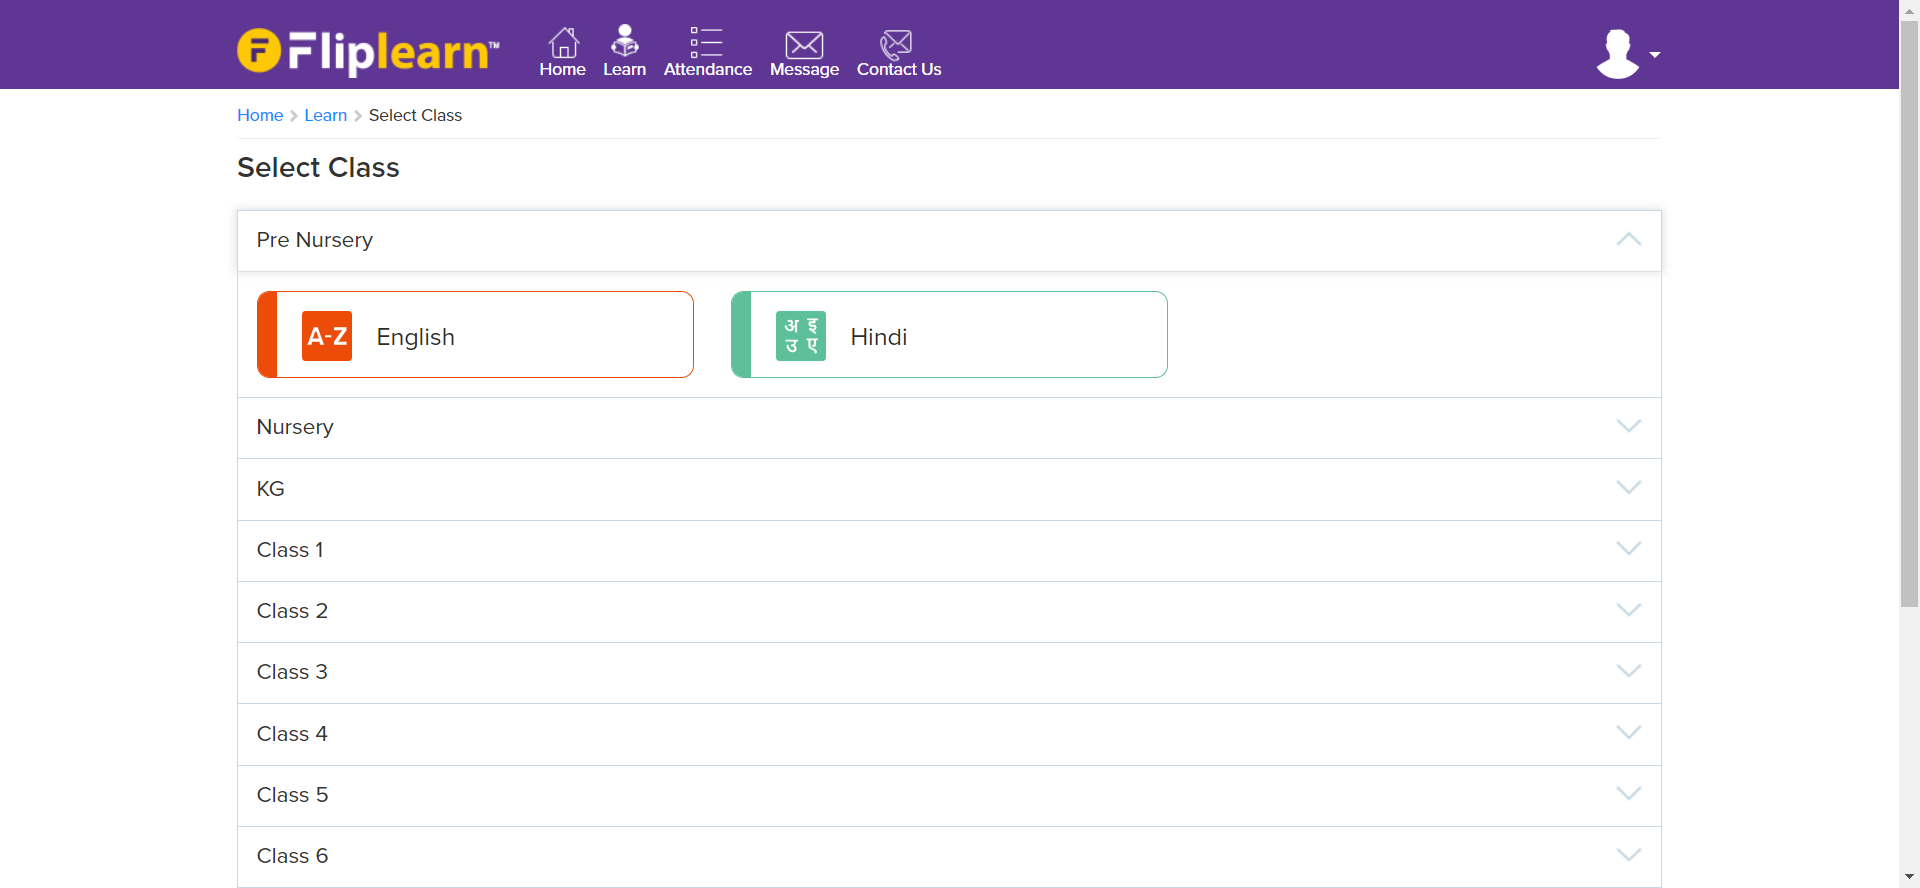 F Fliplearn™
Home Learn Attendance Message Contact Us
Home > Learn > Select Class
Select Class
Pre Nursery
A-Z English
अ इ
उ ए
Hindi
Nursery
KG
Class 1
Class 2
Class 3
Class 4
Class 5
Class 6